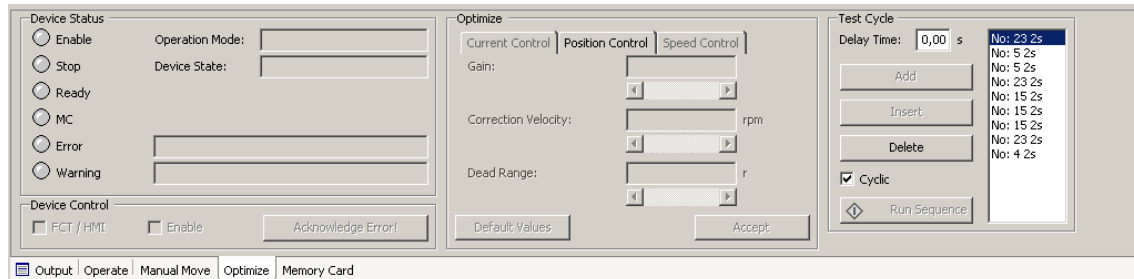 Device Status
Enable Operation Mode:
Stop Device State:
Ready
MC
Error
Warning
Device Control
FCT / HMI Enable Acknowledge Error!
Optimize
Current Control Position Control Speed Control
Gain:
Correction Velocity: rpm
Dead Range: r
Default Values Accept
Test Cycle
Delay Time: 0,00 s
Add
Insert
Delete
Cyclic
Run Sequence
No: 23 2s
No: 5 2s
No: 5 2s
No: 23 2s
No: 15 2s
No: 15 2s
No: 15 2s
No: 23 2s
No: 4 2s
Output Operate Manual Move Optimize Memory Card